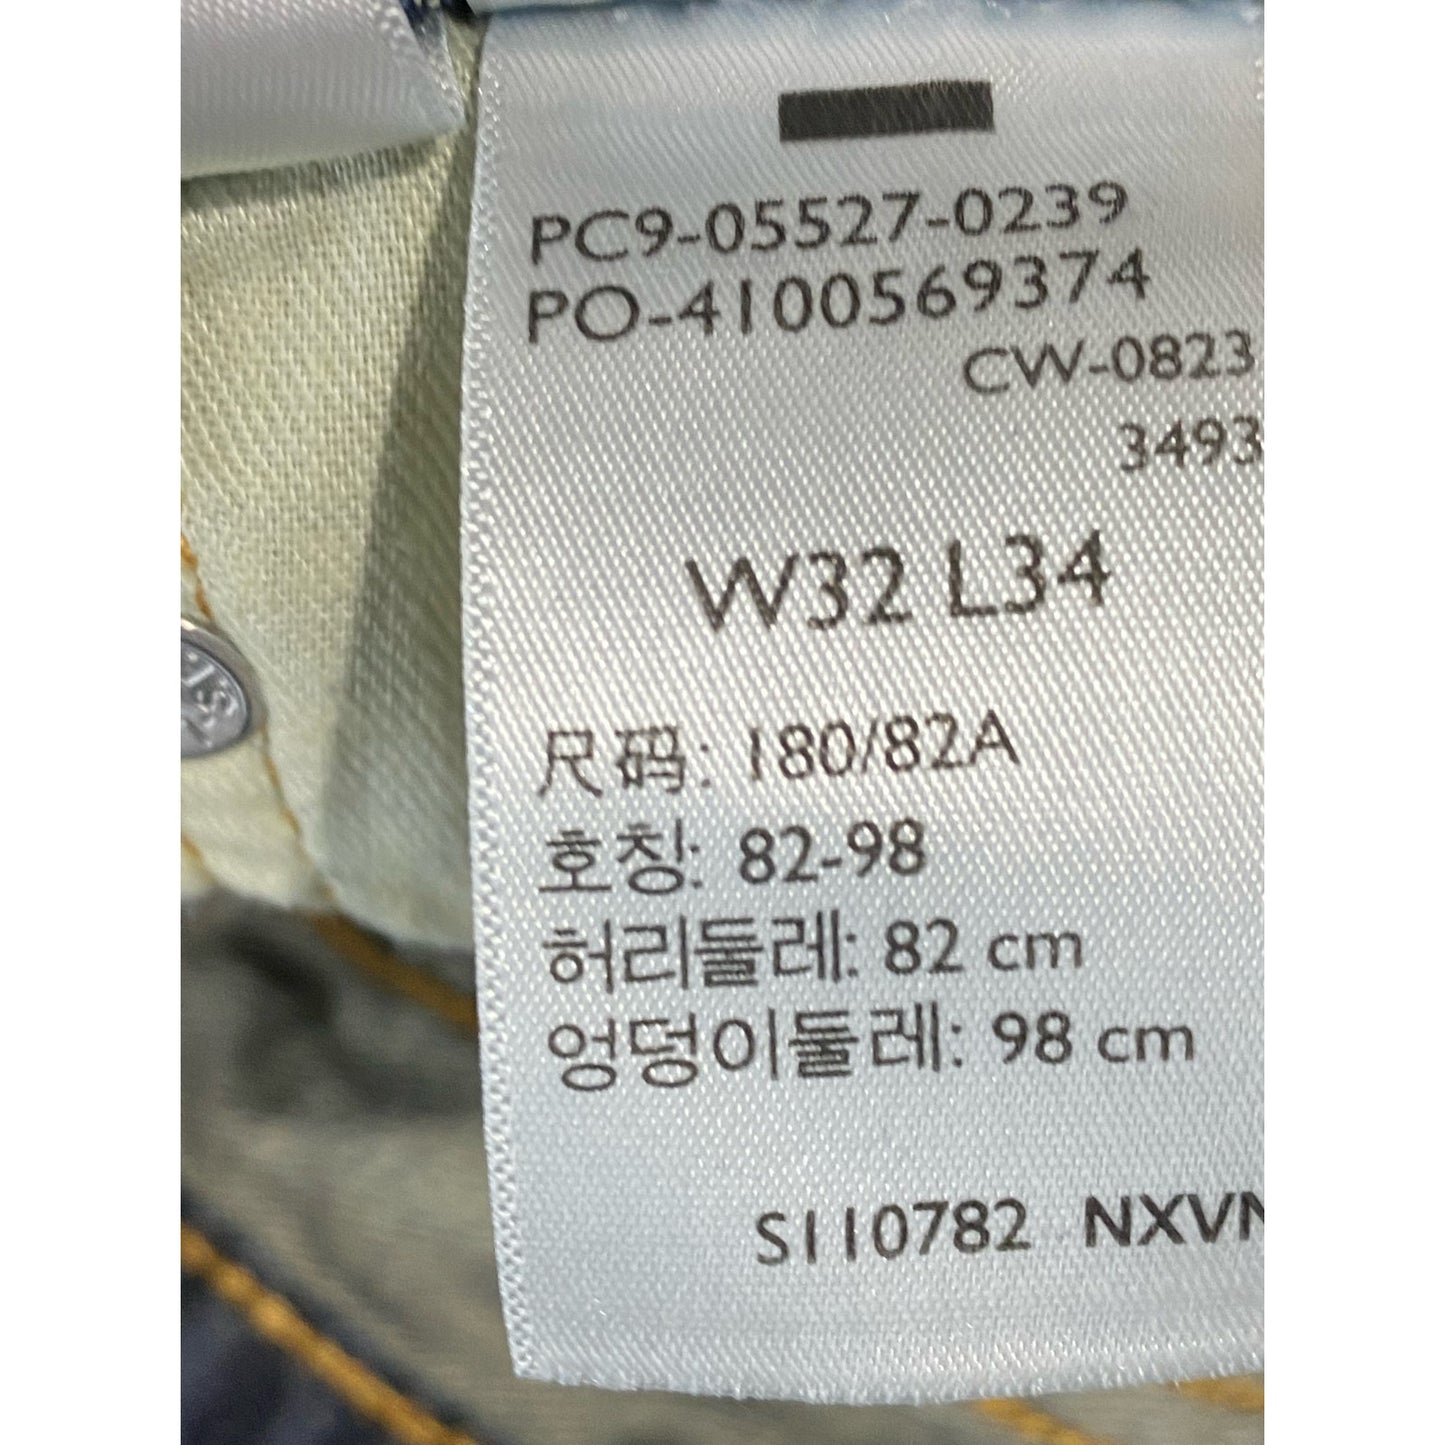 PC9-05527-0239
PO-4100569374
CW-0823
3493
W32 L34
尺码: 180/82A
호칭: 82-98
허리둘레: 82 cm
엉덩이둘레: 98 cm
S110782 NXVN